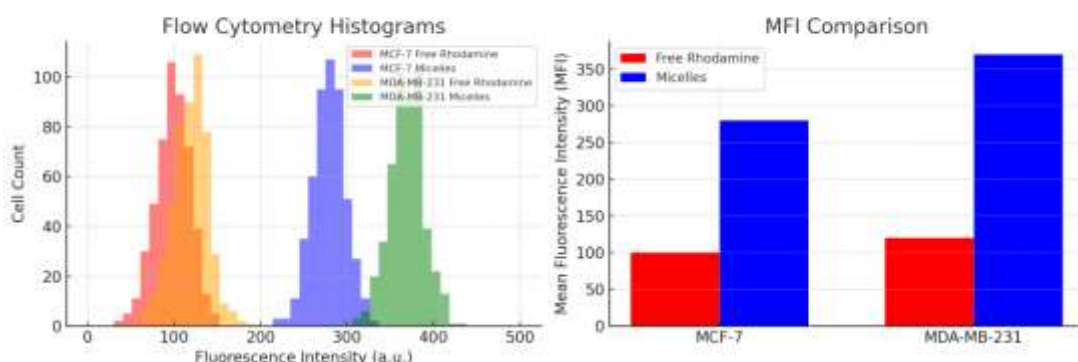 Flow Cytometry Histograms
MCF-7 Free Rhodamine
MCF-7 Micelles
MDA-MB-231 Free Rhodamine
MDA-MB-231 Micelles
Cell Count
100
80
60
40
20
0
0 100 200 300 400 500
Fluorescence Intensity (a.u.)
MFI Comparison
Free Rhodamine
Micelles
Mean Fluorescence Intensity (MFI)
350
300
250
200
150
100
50
0
MCF-7 MDA-MB-231